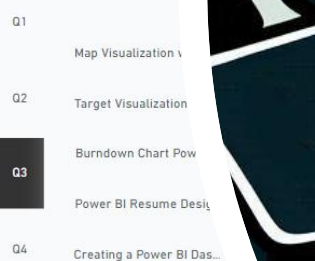 Q1
Map Visualization
Q2
Target Visualization
Burndown Chart Pow
Q3
Power BI Resume Desig
Q4
Creating a Power BI Das...